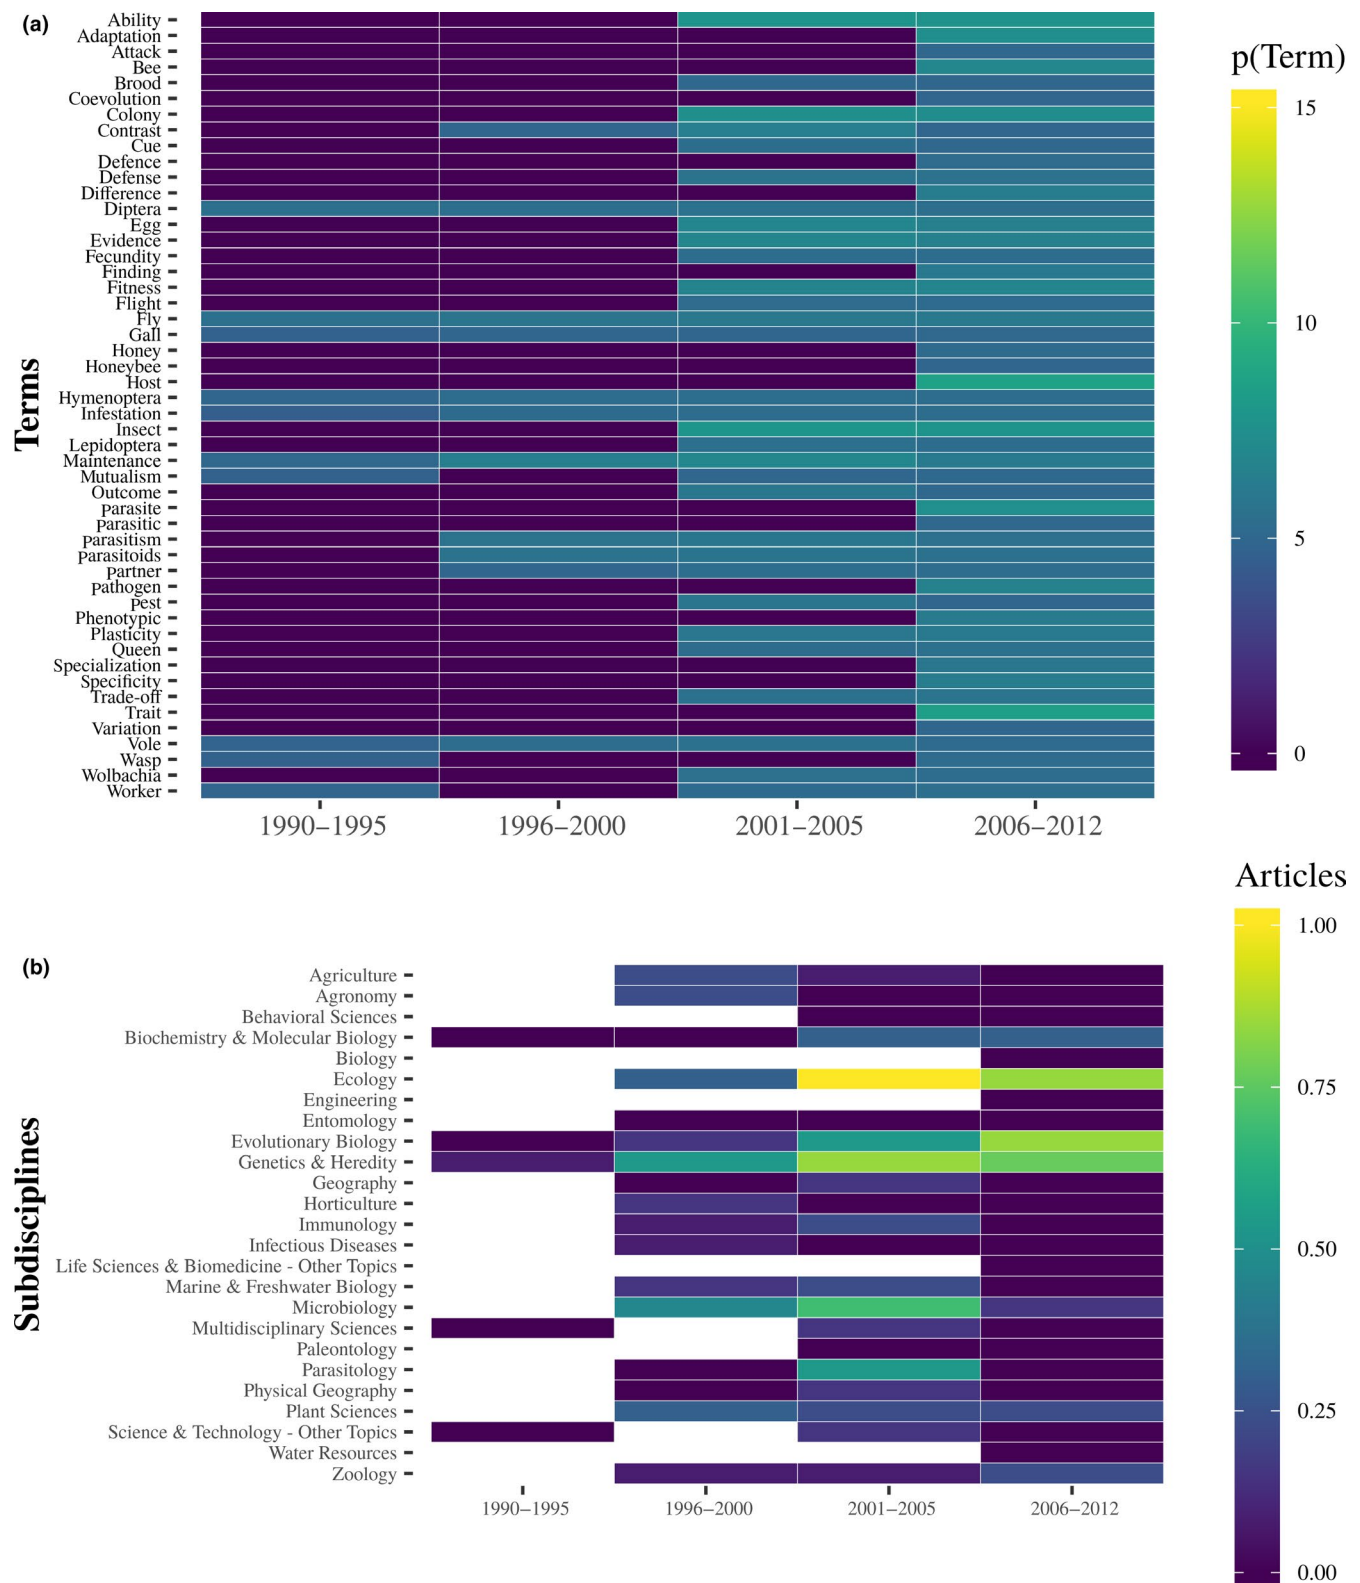 (a)
Ability
Adaptation
Attack
Bee
Brood
Coevolution
Colony
Contrast
Cue
Defence
Defense
Difference
Diptera
Egg
Evidence
Fecundity
Finding
Fitness
Flight
Fly
Gall
Honey
Honeybee
Host
Hymenoptera
Infestation
Insect
Lepidoptera
Maintenance
Mutualism
Outcome
Parasite
Parasitic
Parasitism
Parasitoids
Partner
Pathogen
Pest
Phenotypic
Plasticity
Queen
Specialization
Specificity
Trade-off
Trait
Variation
Vole
Wasp
Wolbachia
Worker
Terms
1990–1995 1996–2000 2001–2005 2006–2012
p(Term)
15
10
5
0
(b)
Agriculture
Agronomy
Behavioral Sciences
Biochemistry & Molecular Biology
Biology
Ecology
Engineering
Entomology
Evolutionary Biology
Genetics & Heredity
Geography
Horticulture
Immunology
Infectious Diseases
Life Sciences & Biomedicine - Other Topics
Marine & Freshwater Biology
Microbiology
Multidisciplinary Sciences
Paleontology
Parasitology
Physical Geography
Plant Sciences
Science & Technology - Other Topics
Water Resources
Zoology
Subdisciplines
1990–1995 1996–2000 2001–2005 2006–2012
Articles
1.00
0.75
0.50
0.25
0.00